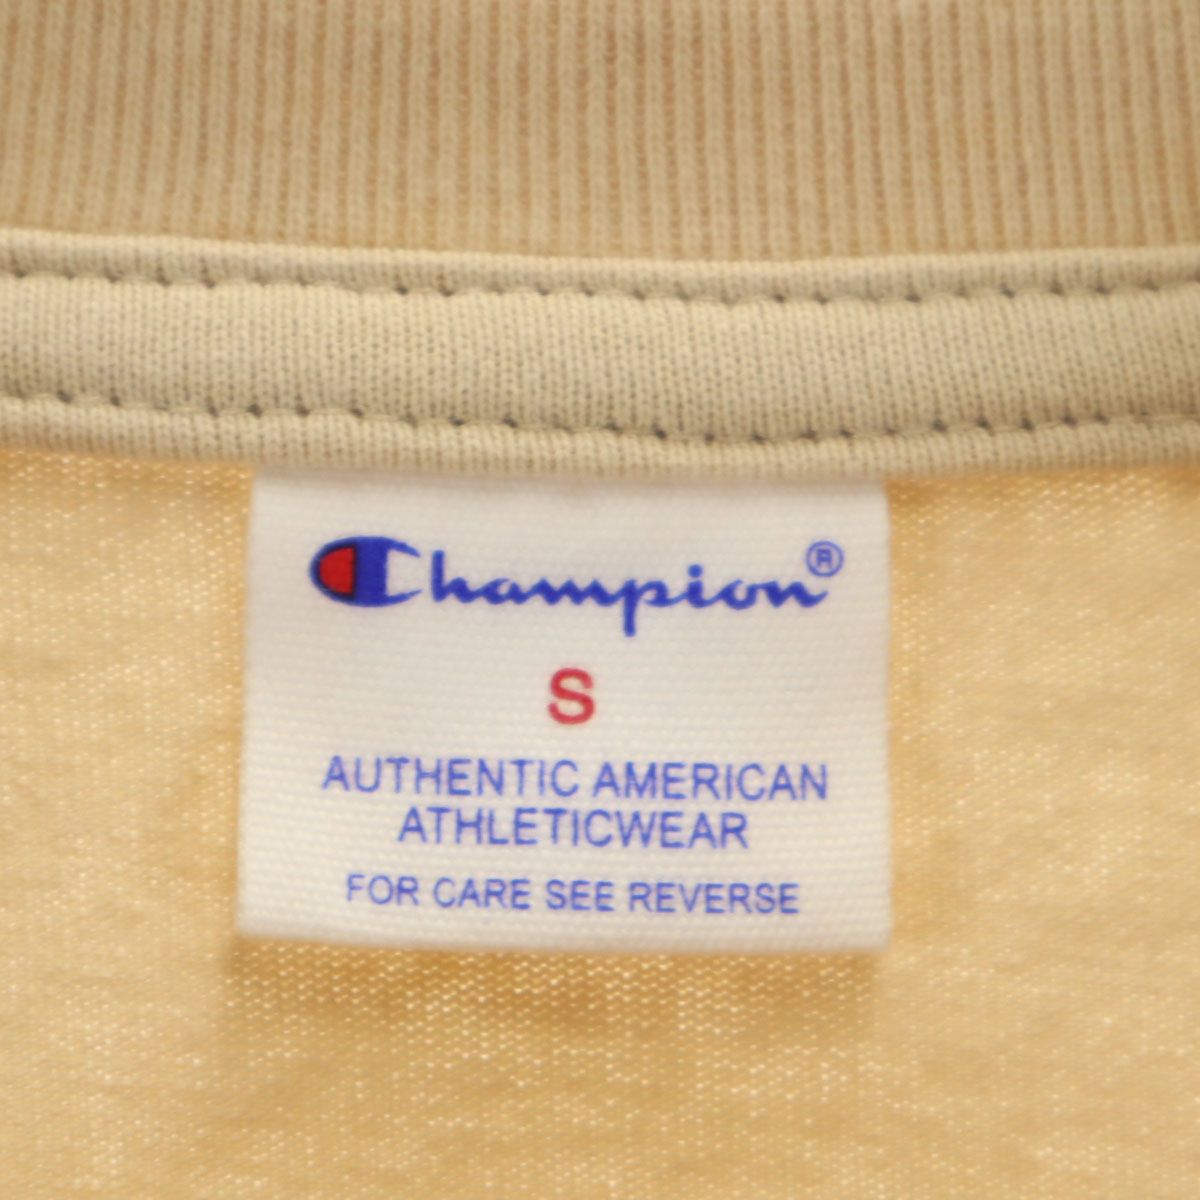 Champion®
S
AUTHENTIC AMERICAN
ATHLETICWEAR
FOR CARE SEE REVERSE